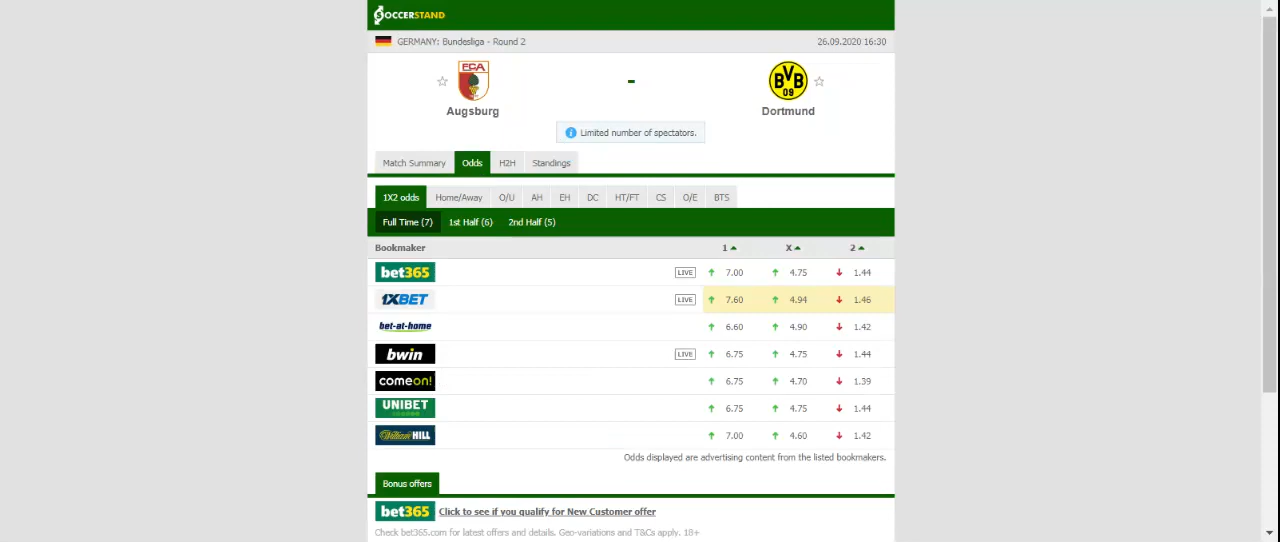 SOCCERSTAND
GERMANY: Bundesliga - Round 2 26.09.2020 16:30
FCA BVB 09
-
Augsburg Dortmund
Limited number of spectators.
Match Summary Odds H2H Standings
1X2 odds Home/Away O/U AH EH DC HT/FT CS O/E BTS
Full Time (7) 1st Half (6) 2nd Half (5)
Bookmaker 1 X 2
bet365 LIVE 7.00 4.75 1.44
1XBET LIVE 7.60 4.94 1.46
bet-at-home 6.60 4.90 1.42
bwin LIVE 6.75 4.75 1.44
comeon! 6.75 4.70 1.39
UNIBET 6.75 4.75 1.44
William HILL 7.00 4.60 1.42
Odds displayed are advertising content from the listed bookmakers.
Bonus offers
bet365 Click to see if you qualify for New Customer offer
Check bet365.com for latest offers and details. Geo-variations and T&Cs apply. 18+